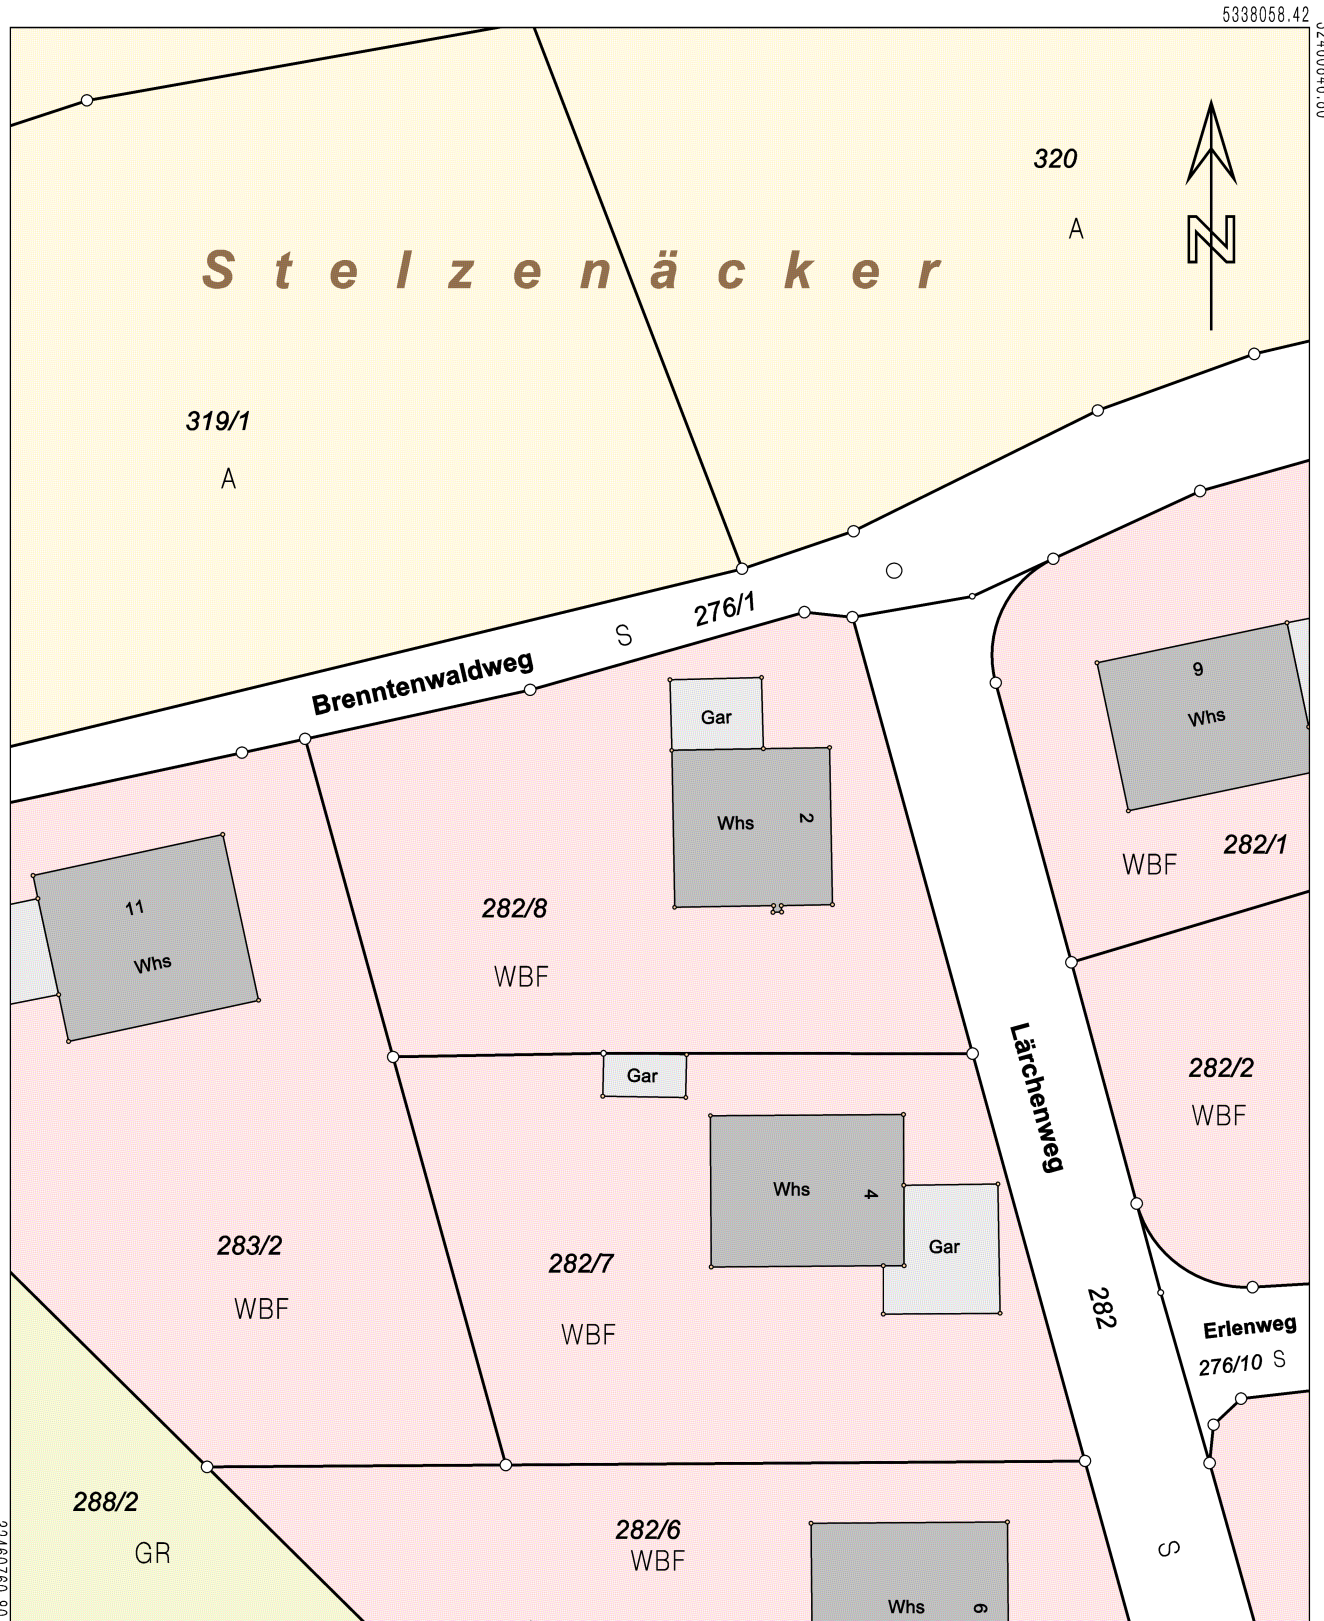 5338058.42
320
A
N
Stelzenäcker
319/1
A
276/1
S
Brenntenwaldweg
Gar
9
Whs
Whs 2
282/1
WBF
11
Whs
282/8
WBF
Lärchenweg
Gar
282/2
WBF
Whs 4
Gar
283/2
WBF
282/7
WBF
282
Erlenweg
276/10 S
288/2
GR
282/6
WBF
S
Whs 6